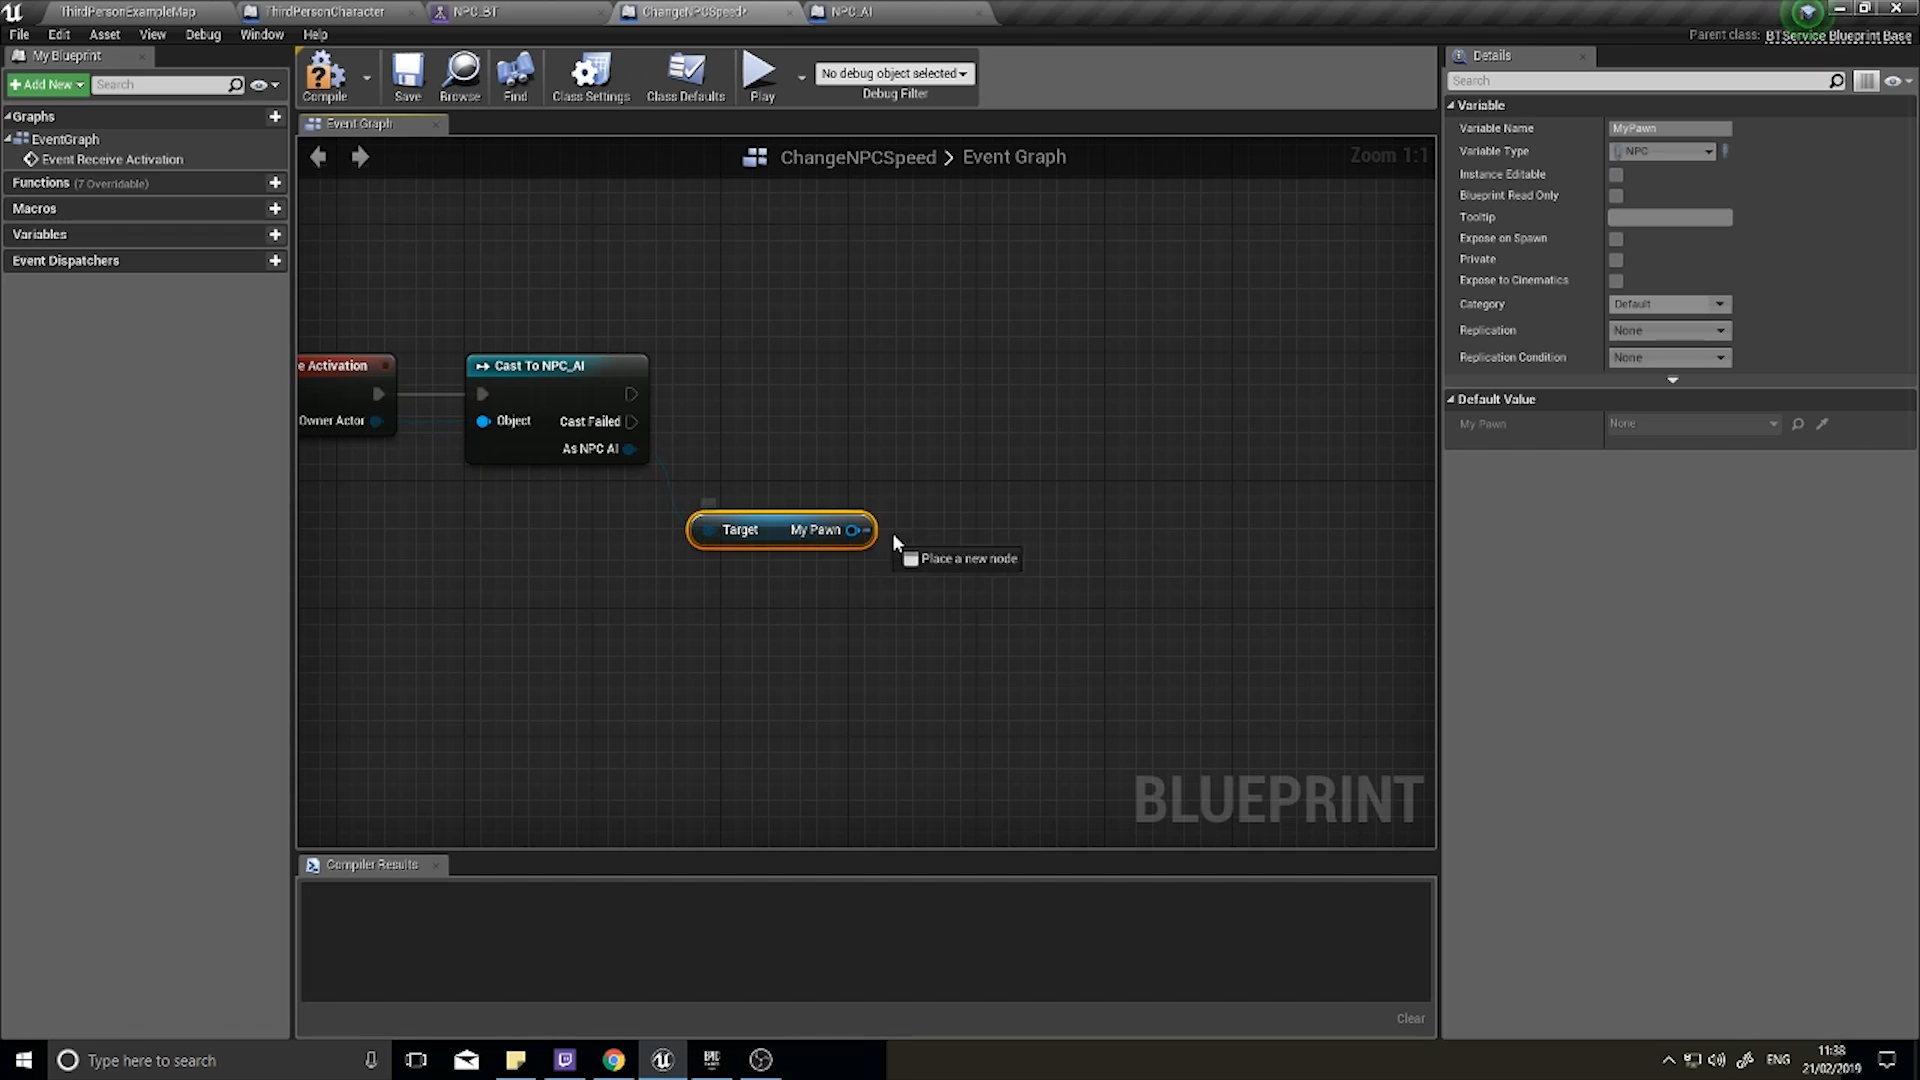 ThirdPersonExampleMap
ThirdPersonCharacter
NPC_BT
ChangeNPCSpeed*
NPC_AI
File Edit Asset View Debug Window Help
Parent class: BTService Blueprint Base
My Blueprint
Add New
Search
Graphs
EventGraph
Event Receive Activation
Functions (7 Overridable)
Macros
Variables
Event Dispatchers
Compile
Save
Browse
Find
Class Settings
Class Defaults
Play
No debug object selected
Debug Filter
Event Graph
ChangeNPCSpeed > Event Graph
Zoom 1:1
e Activation
Owner Actor
Cast To NPC_AI
Object
Cast Failed
As NPC AI
Target
My Pawn
Place a new node
BLUEPRINT
Compiler Results
Clear
Details
Search
Variable
Variable Name
MyPawn
Variable Type
NPC
Instance Editable
Blueprint Read Only
Tooltip
Expose on Spawn
Private
Expose to Cinematics
Category
Default
Replication
None
Replication Condition
None
Default Value
My Pawn
None
Type here to search
EPIC
ENG
11:38
21/02/2019